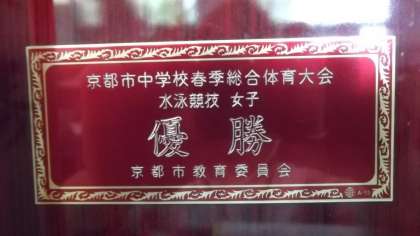 京都市中学校春季総合体育大会
水泳競技 女子
優勝
京都市教育委員会